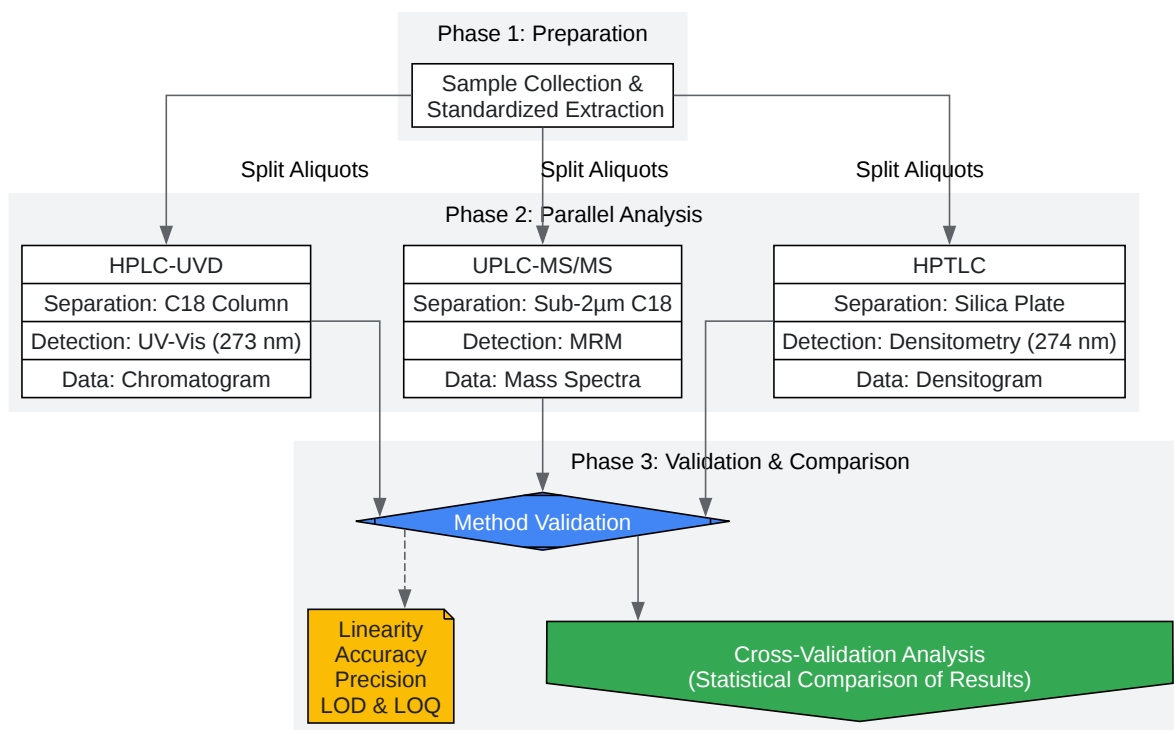 Phase 1: Preparation
Sample Collection &
Standardized Extraction
Split Aliquots
Split Aliquots
Split Aliquots
Phase 2: Parallel Analysis
HPLC-UVD
Separation: C18 Column
Detection: UV-Vis (273 nm)
Data: Chromatogram
UPLC-MS/MS
Separation: Sub-2µm C18
Detection: MRM
Data: Mass Spectra
HPTLC
Separation: Silica Plate
Detection: Densitometry (274 nm)
Data: Densitogram
Phase 3: Validation & Comparison
Method Validation
Linearity
Accuracy
Precision
LOD & LOQ
Cross-Validation Analysis
(Statistical Comparison of Results)